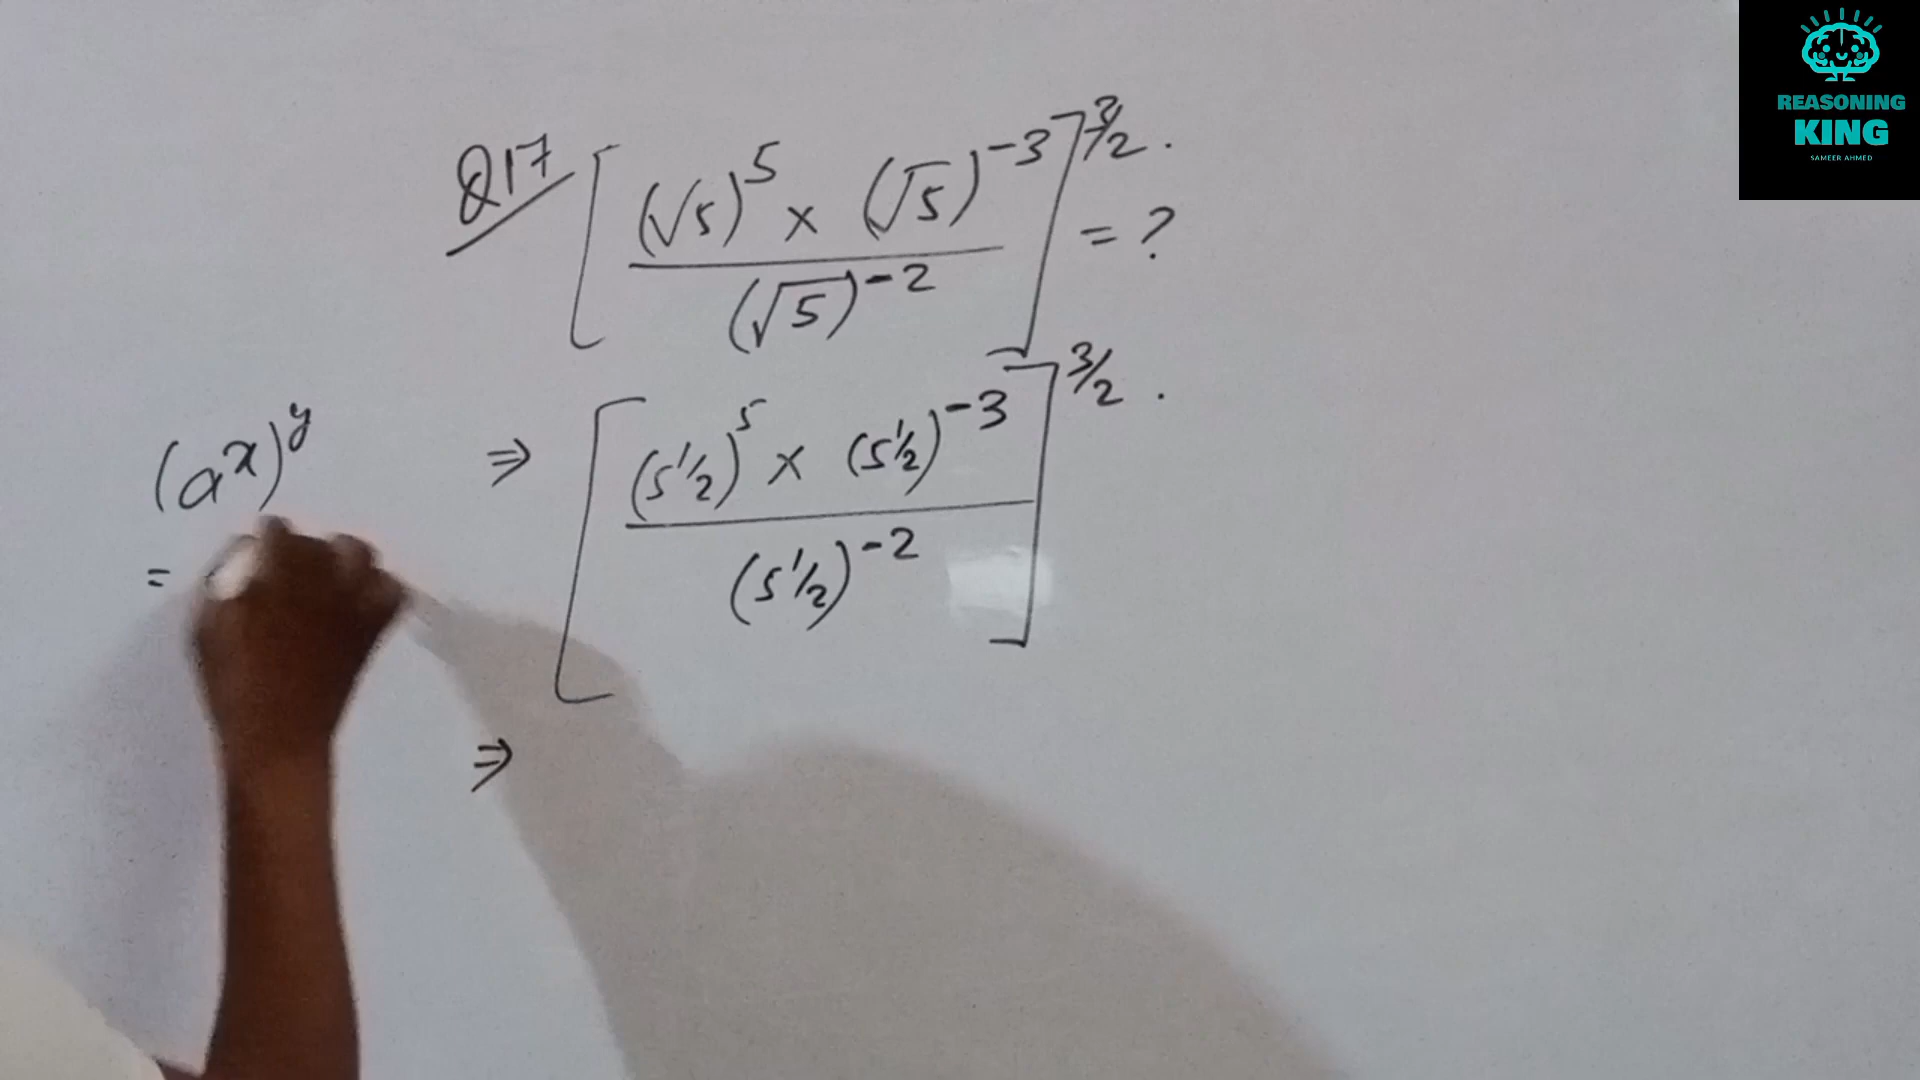 Q17 [ (√5)^5 × (√5)^-3 / (√5)^-2 ]^3/2 . = ?
⇒ [ (5^1/2)^5 × (5^1/2)^-3 / (5^1/2)^-2 ]^3/2 .
(a^x)^y
=
⇒
REASONING
KING
SAMEER AHMED